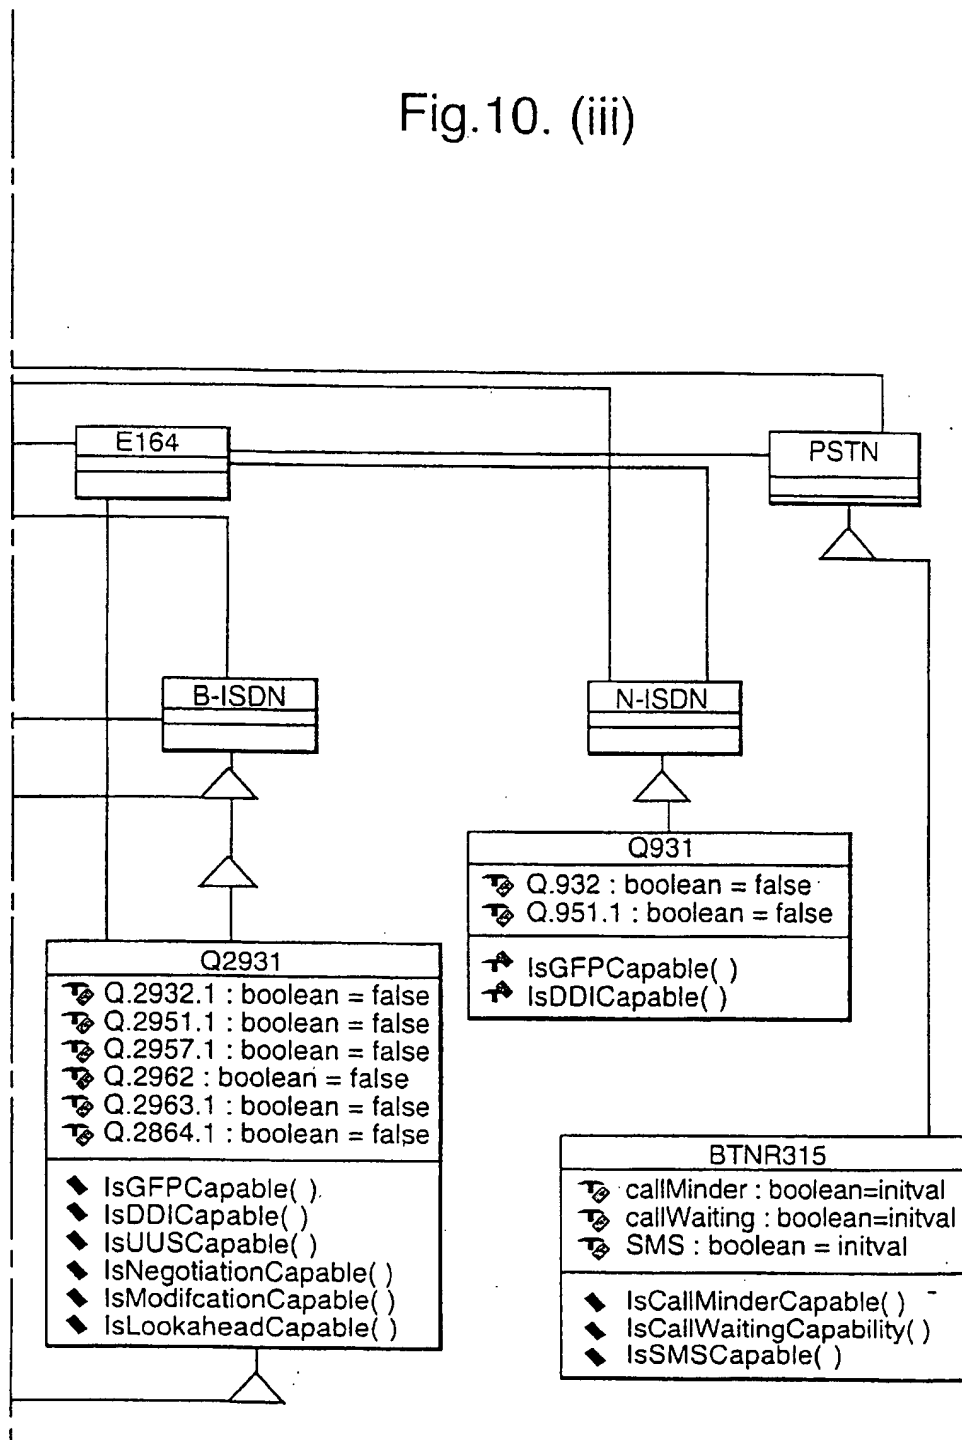 Fig.10. (iii)
E164
PSTN
B-ISDN
N-ISDN
Q931
Q.932 : boolean = false
Q.951.1 : boolean = false
IsGFPCapable( )
IsDDICapable( )
Q2931
Q.2932.1 : boolean = false
Q.2951.1 : boolean = false
Q.2957.1 : boolean = false
Q.2962 : boolean = false
Q.2963.1 : boolean = false
Q.2864.1 : boolean = false
IsGFPCapable( )
IsDDICapable( )
IsUUSCapable( )
IsNegotiationCapable( )
IsModifcationCapable( )
IsLookaheadCapable( )
BTNR315
callMinder : boolean=initval
callWaiting : boolean=initval
SMS : boolean = initval
IsCallMinderCapable( )
IsCallWaitingCapability( )
IsSMSCapable( )